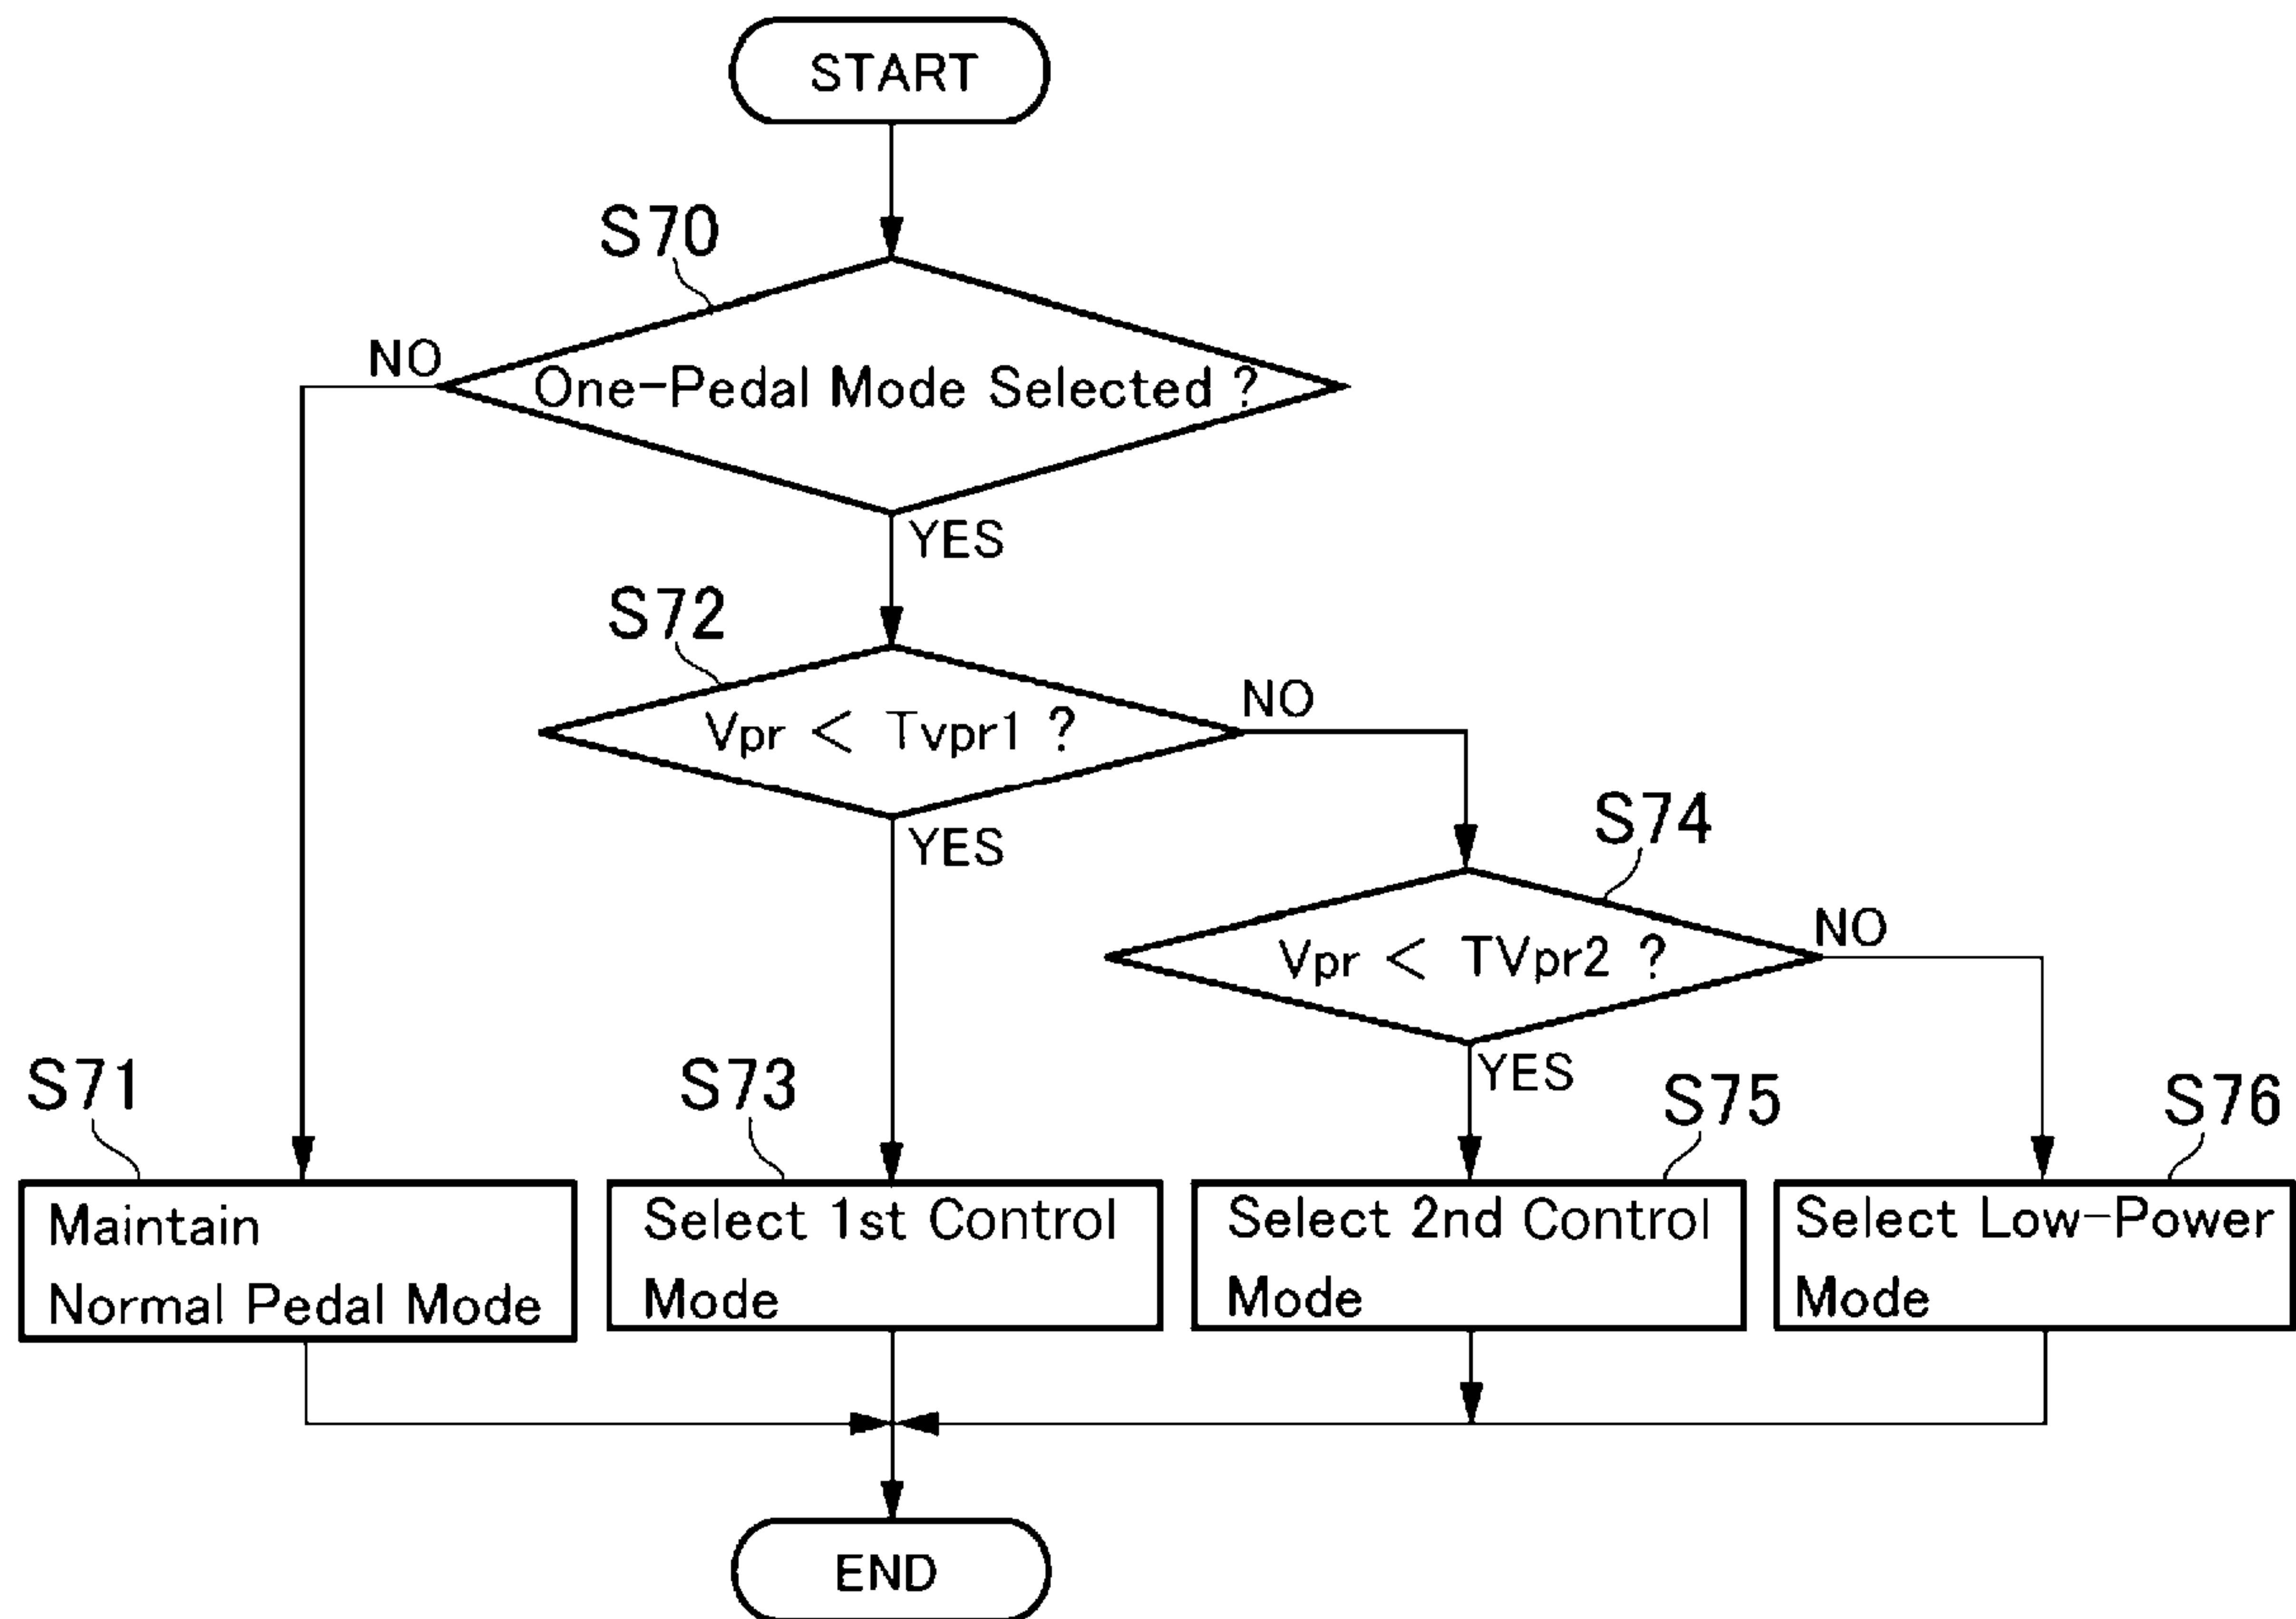 START
S70
NO
One-Pedal Mode Selected ?
YES
S72
Vpr < Tvpr1 ?
NO
YES
S74
Vpr < TVpr2 ?
NO
YES
S71
Maintain
Normal Pedal Mode
S73
Select 1st Control
Mode
S75
Select 2nd Control
Mode
S76
Select Low-Power
Mode
END